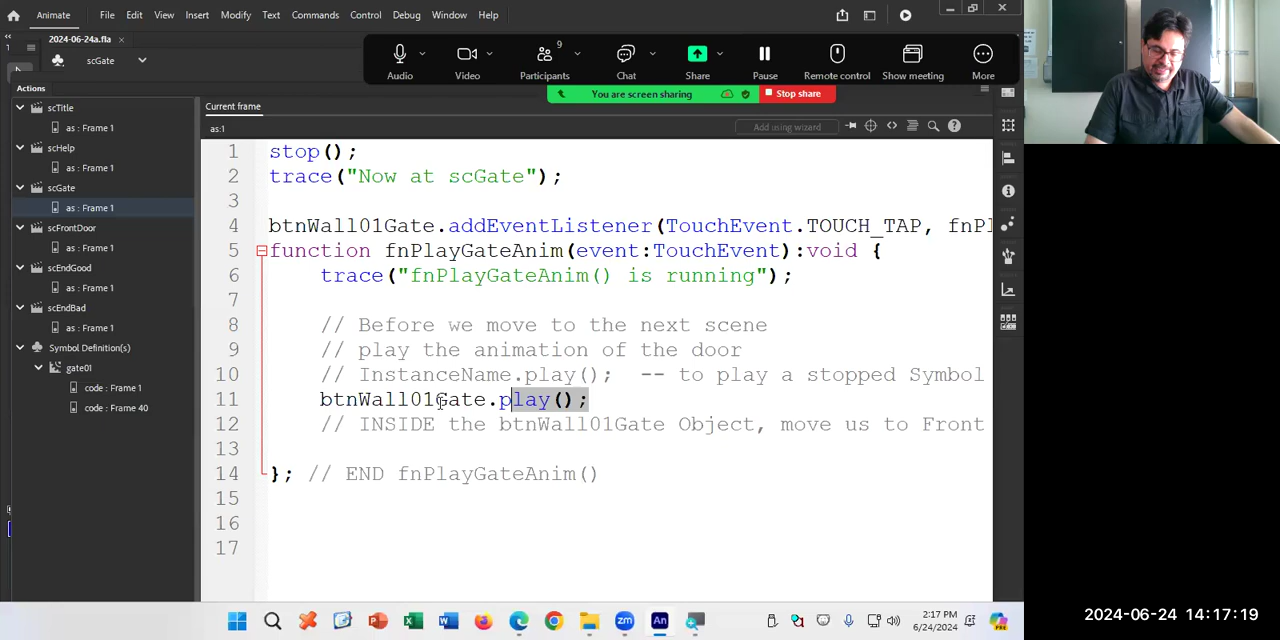 Animate File Edit View Insert Modify Text Commands Control Debug Window Help
2024-06-24a.fla
scGate
9
Audio Video Participants Chat Share Pause Remote control Show meeting More
You are screen sharing Stop share
Actions
scTitle
as : Frame 1
scHelp
as : Frame 1
scGate
as : Frame 1
scFrontDoor
as : Frame 1
scEndGood
as : Frame 1
scEndBad
as : Frame 1
Symbol Definition(s)
gate01
code : Frame 1
code : Frame 40
Current frame
as:1
Add using wizard
1 stop();
2 trace("Now at scGate");
3
4 btnWall01Gate.addEventListener(TouchEvent.TOUCH_TAP, fnPl
5 function fnPlayGateAnim(event:TouchEvent):void {
6 trace("fnPlayGateAnim() is running");
7
8 // Before we move to the next scene
9 // play the animation of the door
10 // InstanceName.play(); -- to play a stopped Symbol
11 btnWall01Gate.play();
12 // INSIDE the btnWall01Gate Object, move us to Front
13
14 }; // END fnPlayGateAnim()
15
16
17
2:17 PM
6/24/2024
2024-06-24 14:17:19